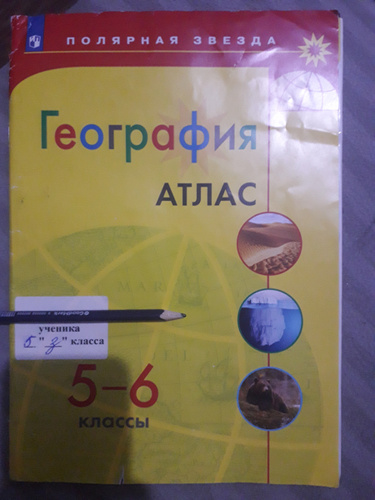 ПОЛЯРНАЯ ЗВЕЗДА
География
АТЛАС
ученика
5 " З " класса
5–6
классы